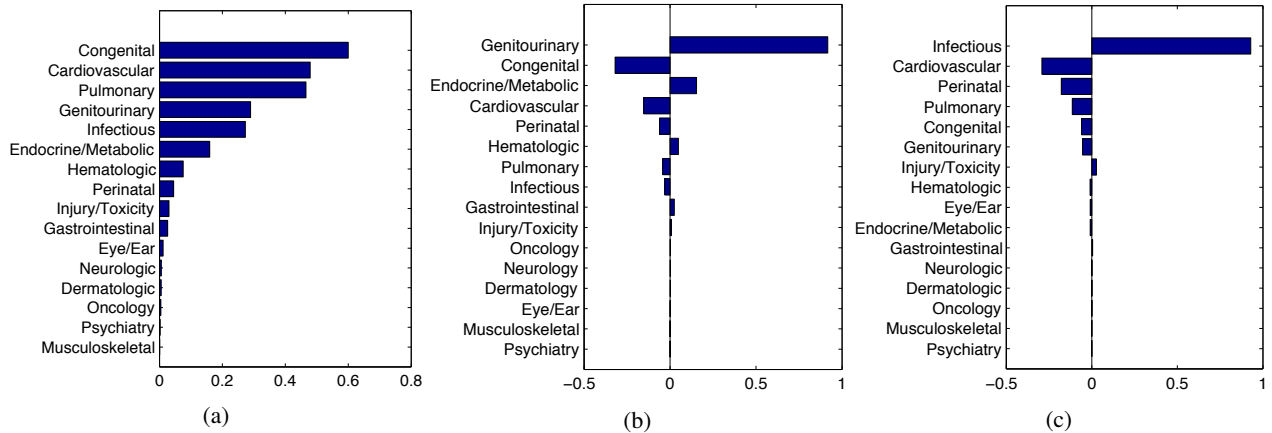 Congenital
Cardiovascular
Pulmonary
Genitourinary
Infectious
Endocrine/Metabolic
Hematologic
Perinatal
Injury/Toxicity
Gastrointestinal
Eye/Ear
Neurologic
Dermatologic
Oncology
Psychiatry
Musculoskeletal
0 0.2 0.4 0.6 0.8
(a)
Genitourinary
Congenital
Endocrine/Metabolic
Cardiovascular
Perinatal
Hematologic
Pulmonary
Infectious
Gastrointestinal
Injury/Toxicity
Oncology
Neurology
Dermatology
Eye/Ear
Musculoskeletal
Psychiatry
−0.5 0 0.5 1
(b)
Infectious
Cardiovascular
Perinatal
Pulmonary
Congenital
Genitourinary
Injury/Toxicity
Hematologic
Eye/Ear
Endocrine/Metabolic
Gastrointestinal
Neurologic
Dermatologic
Oncology
Musculoskeletal
Psychiatry
−0.5 0 0.5 1
(c)